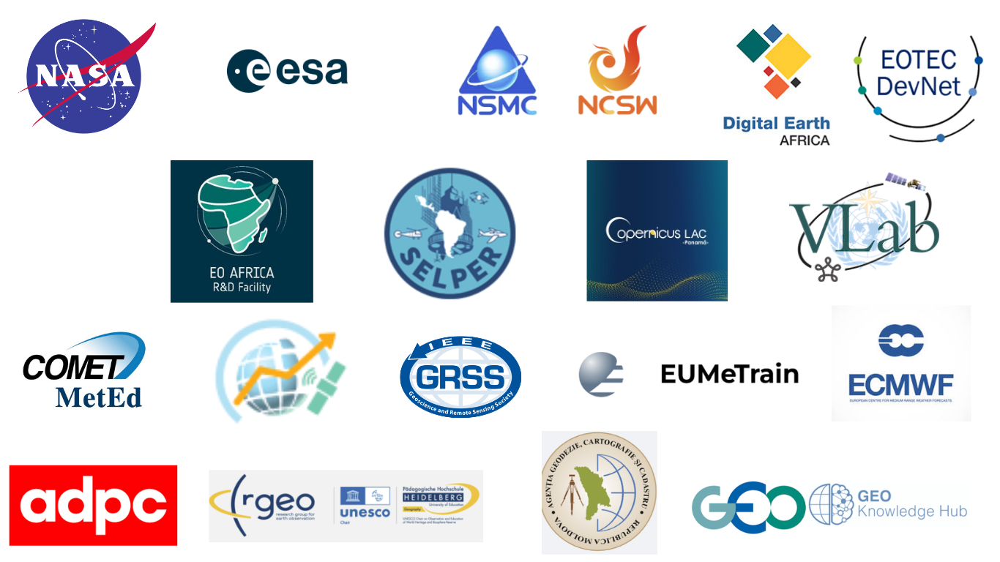 NASA
esa
NSMC
NCSW
Digital Earth
AFRICA
EOTEC
DevNet
EO AFRICA
R&D Facility
SELPER
Copernicus LAC
-Panamá-
VLab
COMET
MetEd
IEEE
GRSS
Geoscience and Remote Sensing Society
EUMeTrain
ECMWF
EUROPEAN CENTRE FOR MEDIUM-RANGE WEATHER FORECASTS
adpc
rgeo
research group for
earth observation
unesco
Chair
Pädagogische Hochschule
HEIDELBERG
University of Education
Geography
UNESCO Chair on Observation and Education
of World Heritage and Biosphere Reserve
AGENȚIA GEODEZIE, CARTOGRAFIE ȘI CADASTRU
REPUBLICA MOLDOVA
GEO
GEO
Knowledge Hub